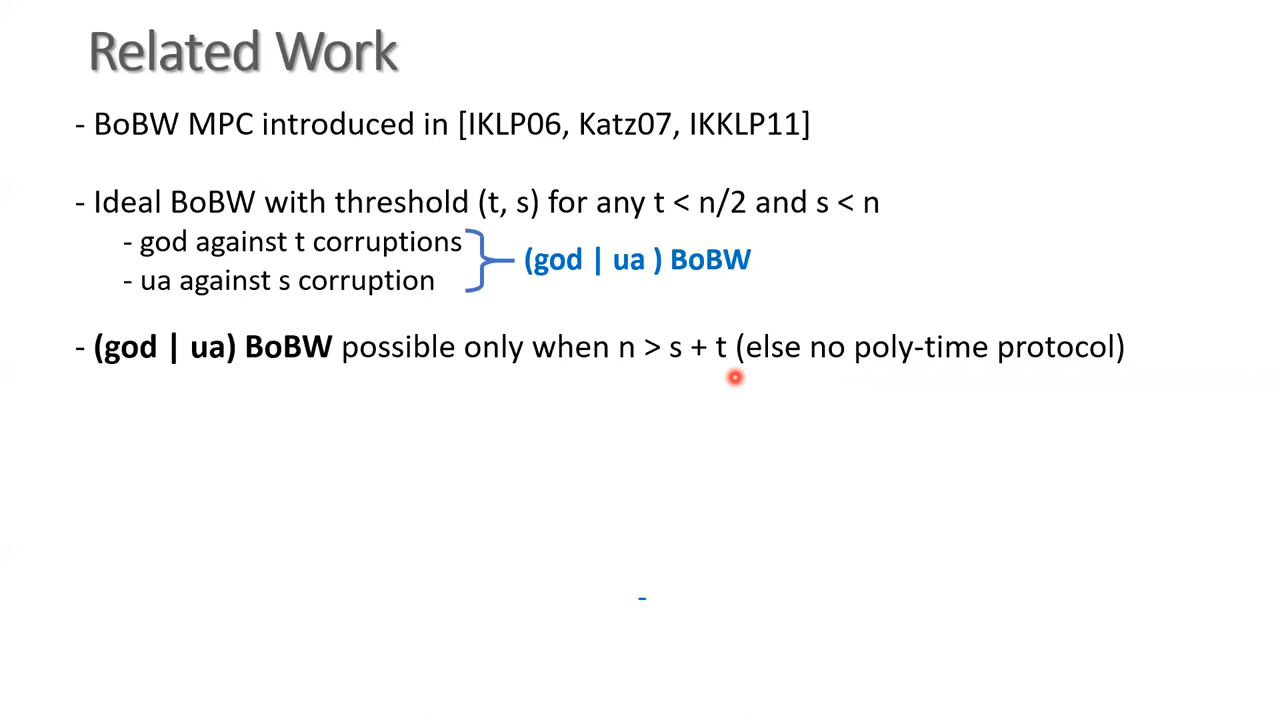 Related Work
- BoBW MPC introduced in [IKLP06, Katz07, IKKLP11]
- Ideal BoBW with threshold (t, s) for any t < n/2 and s < n
- god against t corruptions
- ua against s corruption
(god | ua ) BoBW
- (god | ua) BoBW possible only when n > s + t (else no poly-time protocol)
-